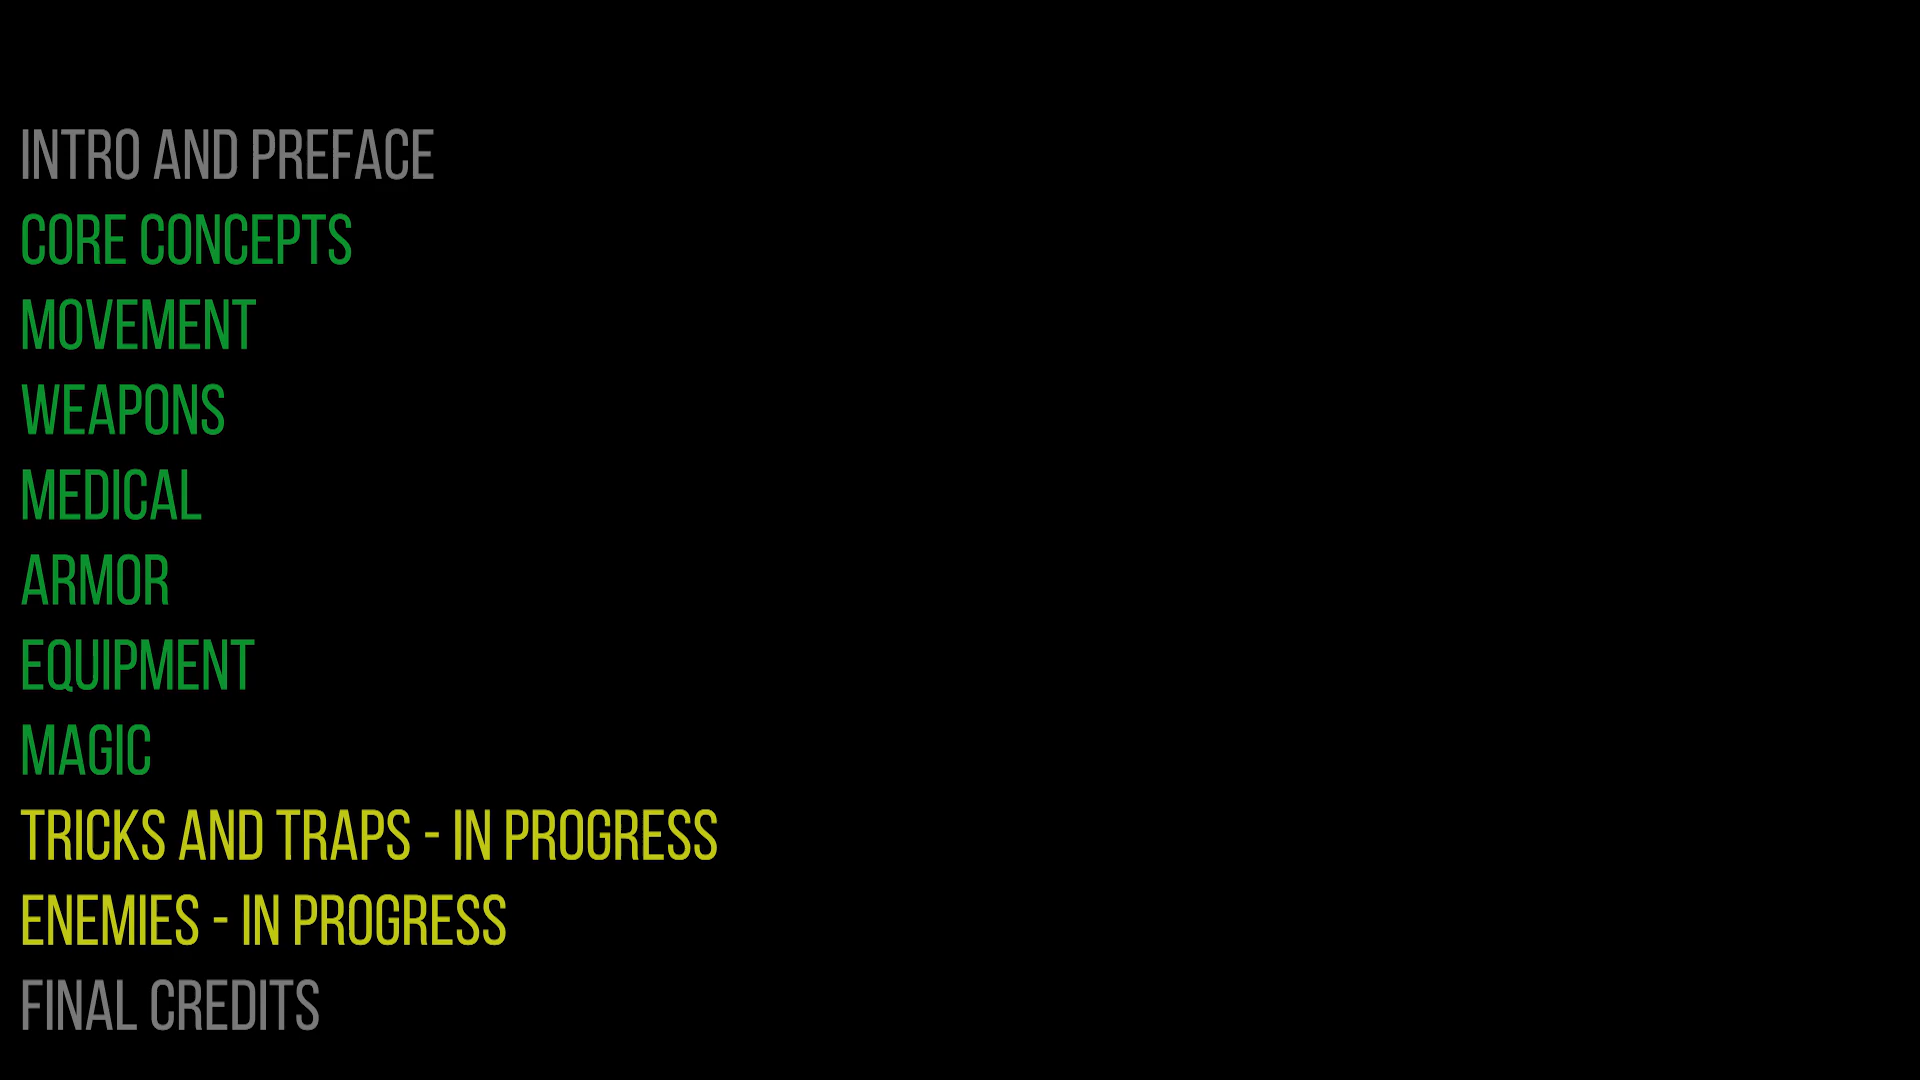 INTRO AND PREFACE
CORE CONCEPTS
MOVEMENT
WEAPONS
MEDICAL
ARMOR
EQUIPMENT
MAGIC
TRICKS AND TRAPS - IN PROGRESS
ENEMIES - IN PROGRESS
FINAL CREDITS